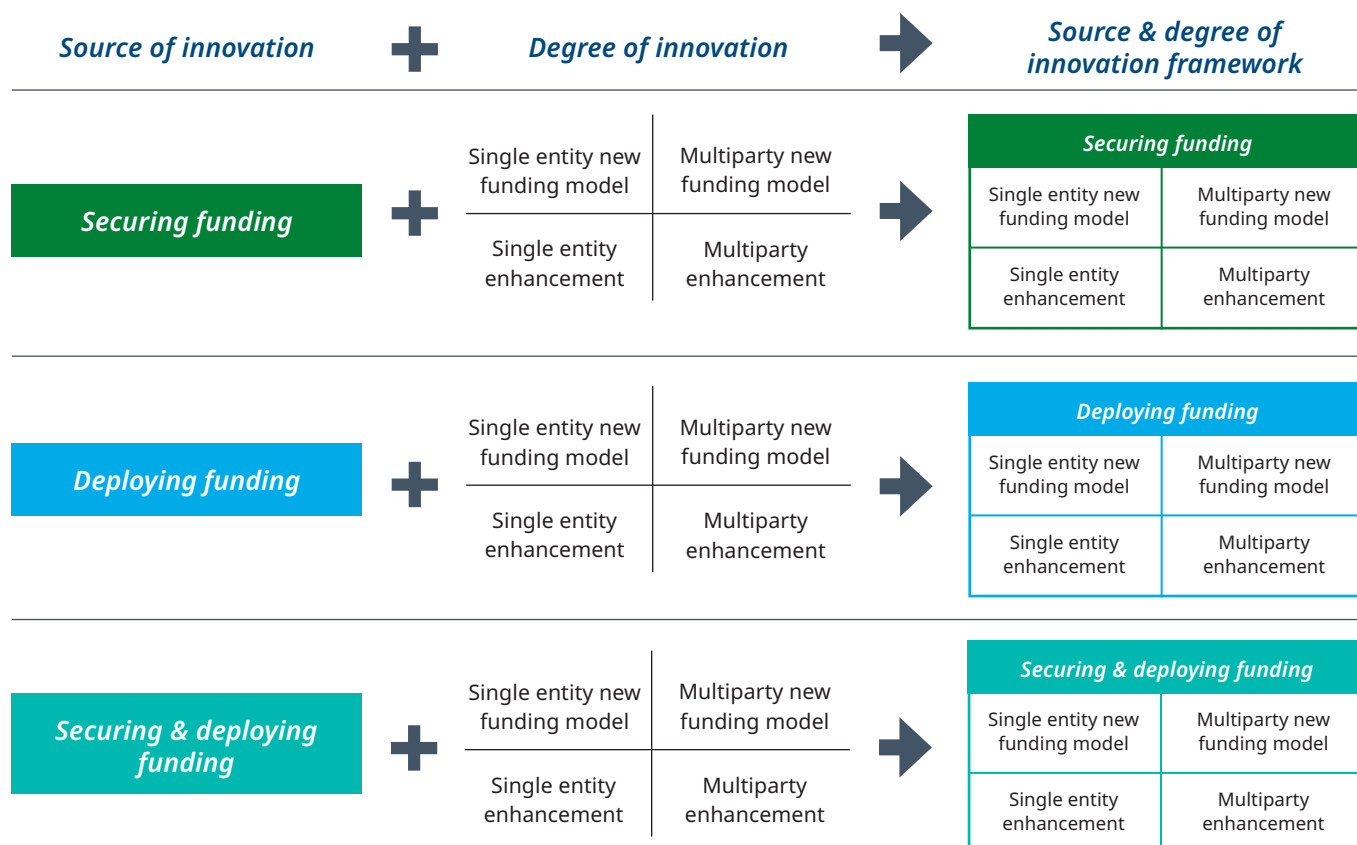 Source of innovation
Degree of innovation
Source & degree of
innovation framework
Securing funding
Single entity new
funding model
Multiparty new
funding model
Single entity
enhancement
Multiparty
enhancement
Securing funding
Single entity new
funding model
Multiparty new
funding model
Single entity
enhancement
Multiparty
enhancement
Deploying funding
Single entity new
funding model
Multiparty new
funding model
Single entity
enhancement
Multiparty
enhancement
Deploying funding
Single entity new
funding model
Multiparty new
funding model
Single entity
enhancement
Multiparty
enhancement
Securing & deploying
funding
Single entity new
funding model
Multiparty new
funding model
Single entity
enhancement
Multiparty
enhancement
Securing & deploying funding
Single entity new
funding model
Multiparty new
funding model
Single entity
enhancement
Multiparty
enhancement